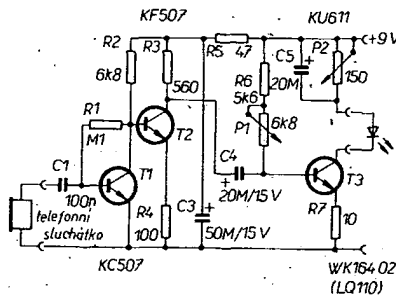 KF507
KU611
R2
R3
R5
47
C5
P2
+9V
6k8
560
R6
20M
150
5k6
R1
P1
6k8
M1
T2
C1
T1
C4
T3
100n
20M/15 V
R4
C3
R7
telefonní
sluchátko
100
50M/15 V
10
KC507
WK164 02
(LQ110)